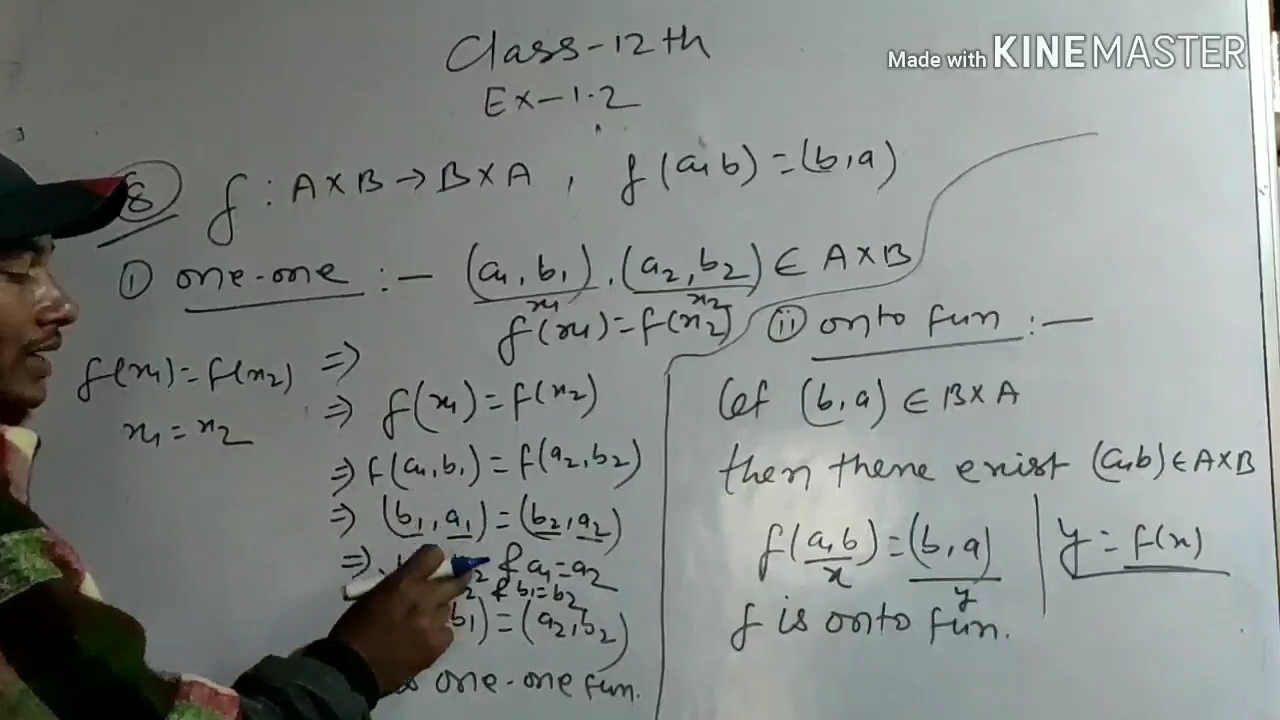 Class-12th
Made with KINEMASTER
Ex-1.2
8 f : A×B→B×A , f(a,b)=(b,a)
① one-one :- (a₁,b₁),(a₂,b₂)∈A×B
x₁ x₂
f(x₁)=f(x₂)
f(x₁)=f(x₂) ⇒
x₁=x₂
⇒ f(x₁)=f(x₂)
⇒ f(a₁,b₁)=f(a₂,b₂)
⇒ (b₁,a₁)=(b₂,a₂)
⇒ ₂ & a₁=a₂
₂ & b₁=b₂
b₁)=(a₂,b₂)
one-one fun.
ⅱ onto fun :-
Let (b,a)∈B×A
then there exist (a,b)∈A×B
f(a,b)=(b,a) | y=f(x)
x y
f is onto fun.